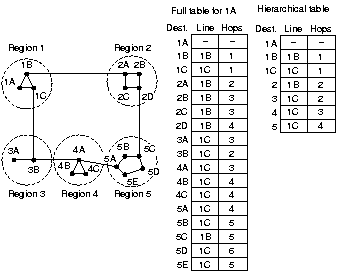 Full table for 1A
Hierarchical table
Dest. Line Hops
Dest. Line Hops
Region 1
Region 2
1B
1A
1C
2A 2B
2C
2D
3A
3B
4A
4B
4C
5A
5B
5C
5D
5E
Region 3
Region 4
Region 5
1A – –
1B 1B 1
1C 1C 1
2A 1B 2
2B 1B 3
2C 1B 3
2D 1B 4
3A 1C 3
3B 1C 2
4A 1C 3
4B 1C 4
4C 1C 4
5A 1C 4
5B 1C 5
5C 1B 5
5D 1C 6
5E 1C 5
1A – –
1B 1B 1
1C 1C 1
2 1B 2
3 1C 2
4 1C 3
5 1C 4